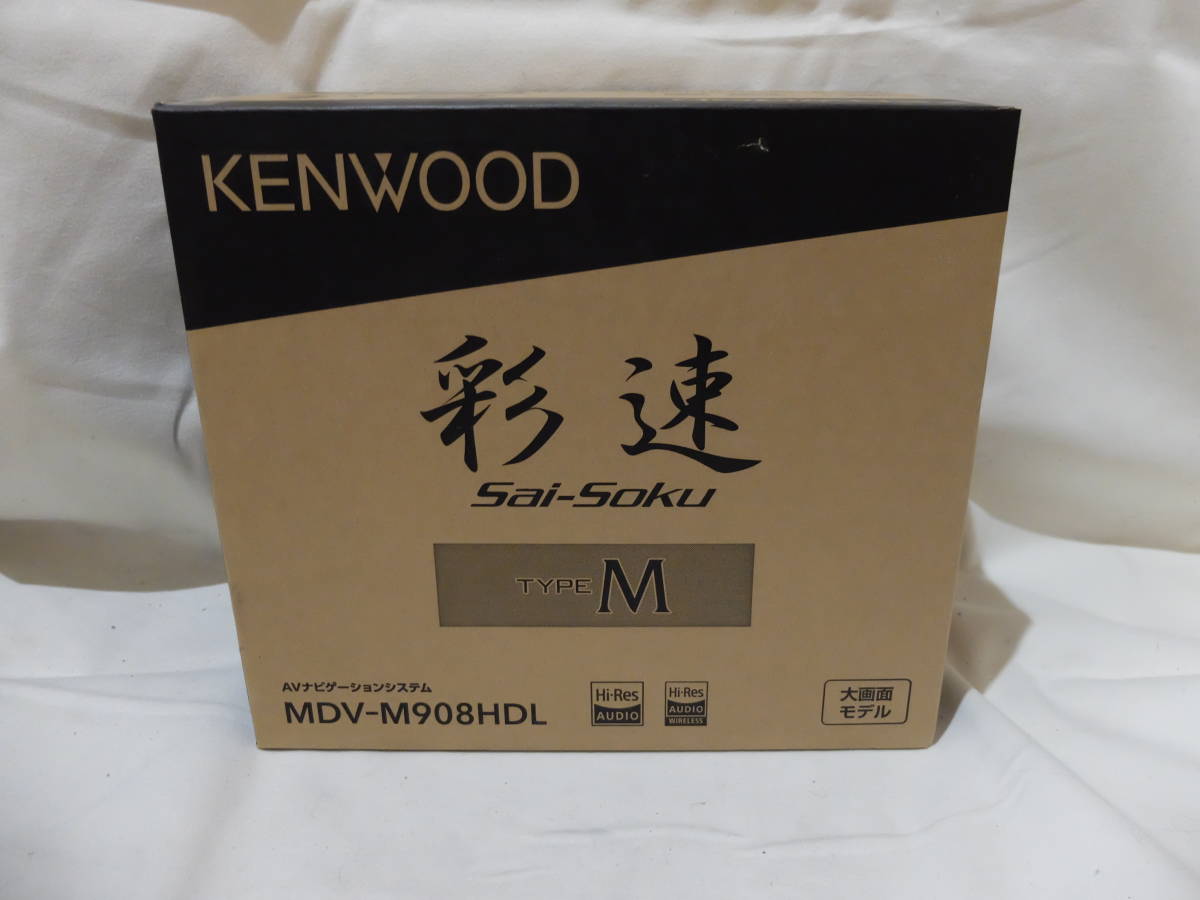 KENWOOD
彩速
Sai-Soku
TYPE M
AVナビゲーションシステム
MDV-M908HDL
Hi-Res
AUDIO
Hi-Res
AUDIO
WIRELESS
大画面
モデル